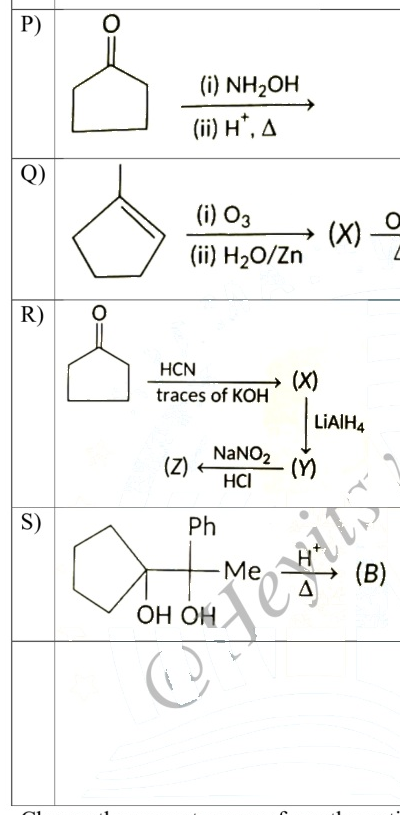 P)
O
(i) NH₂OH
(ii) H⁺, Δ
Q)
(i) O₃
(ii) H₂O/Zn
(X)
R)
O
HCN
traces of KOH
(X)
LiAlH₄
(Z)
NaNO₂
HCl
(Y)
S)
Ph
Me
OH OH
H⁺
Δ
(B)